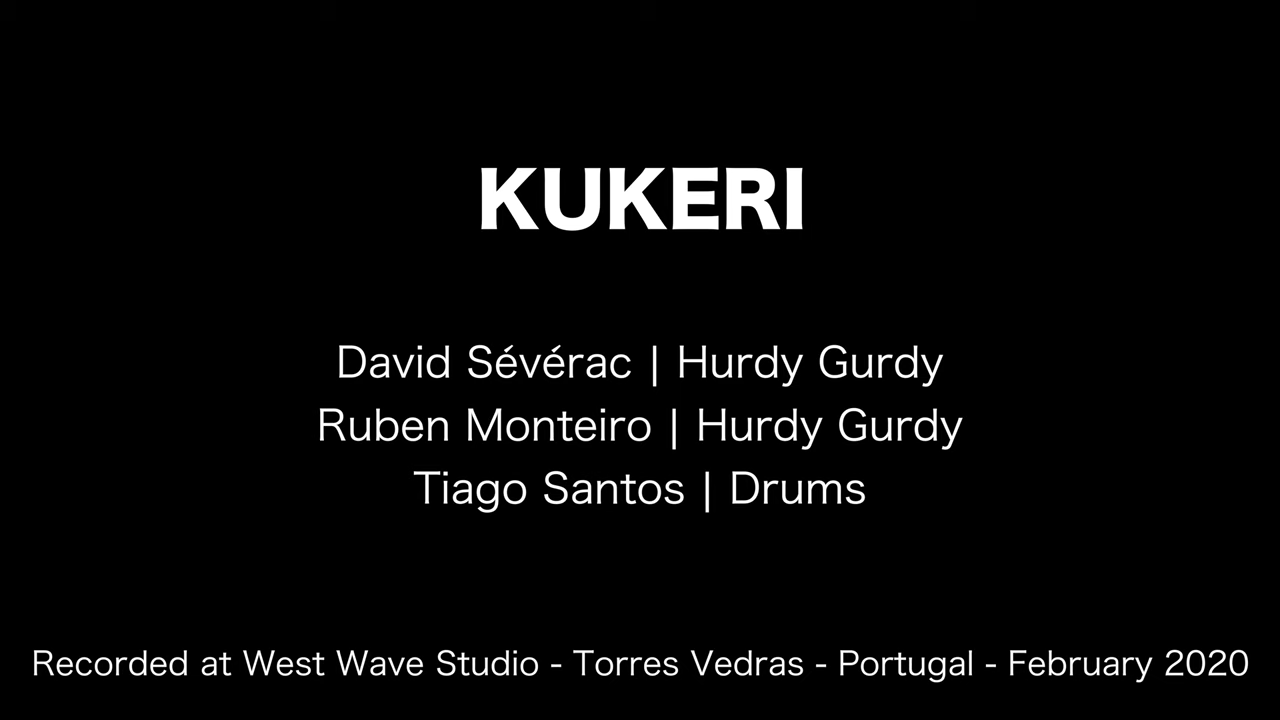 KUKERI
David Sévérac | Hurdy Gurdy
Ruben Monteiro | Hurdy Gurdy
Tiago Santos | Drums
Recorded at West Wave Studio - Torres Vedras - Portugal - February 2020